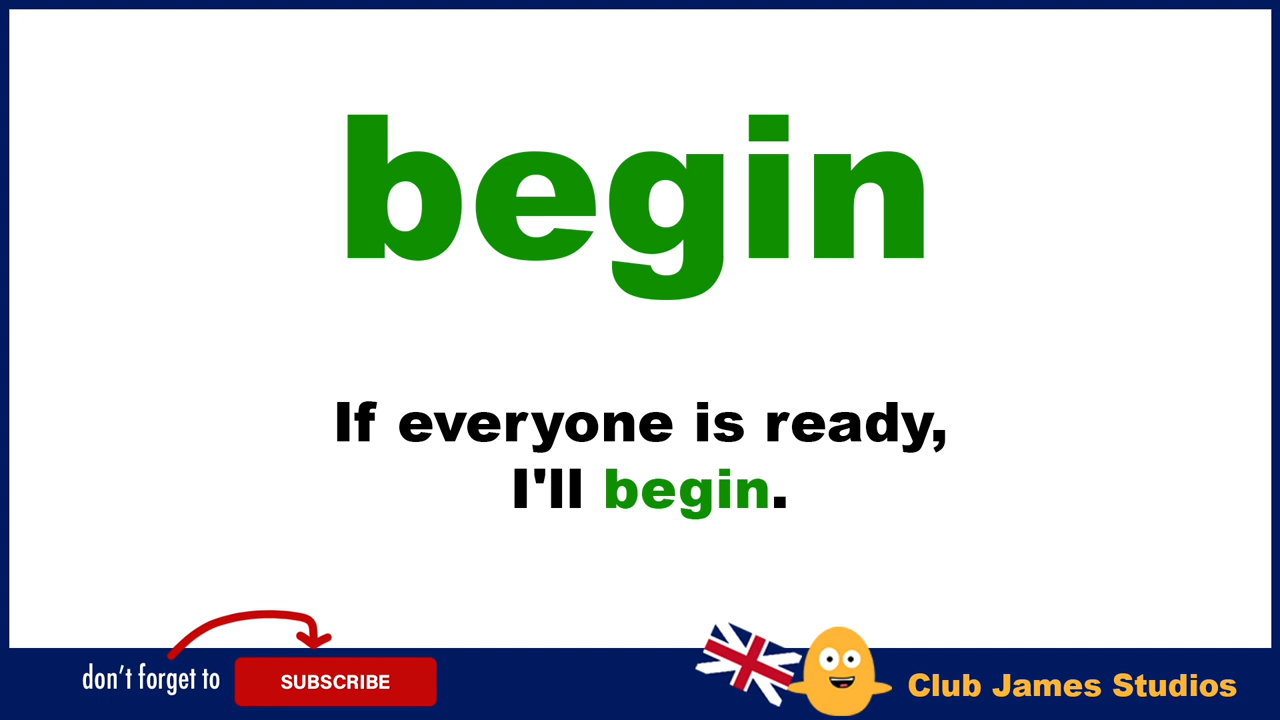 begin
If everyone is ready,
I'll begin.
don't forget to
SUBSCRIBE
Club James Studios